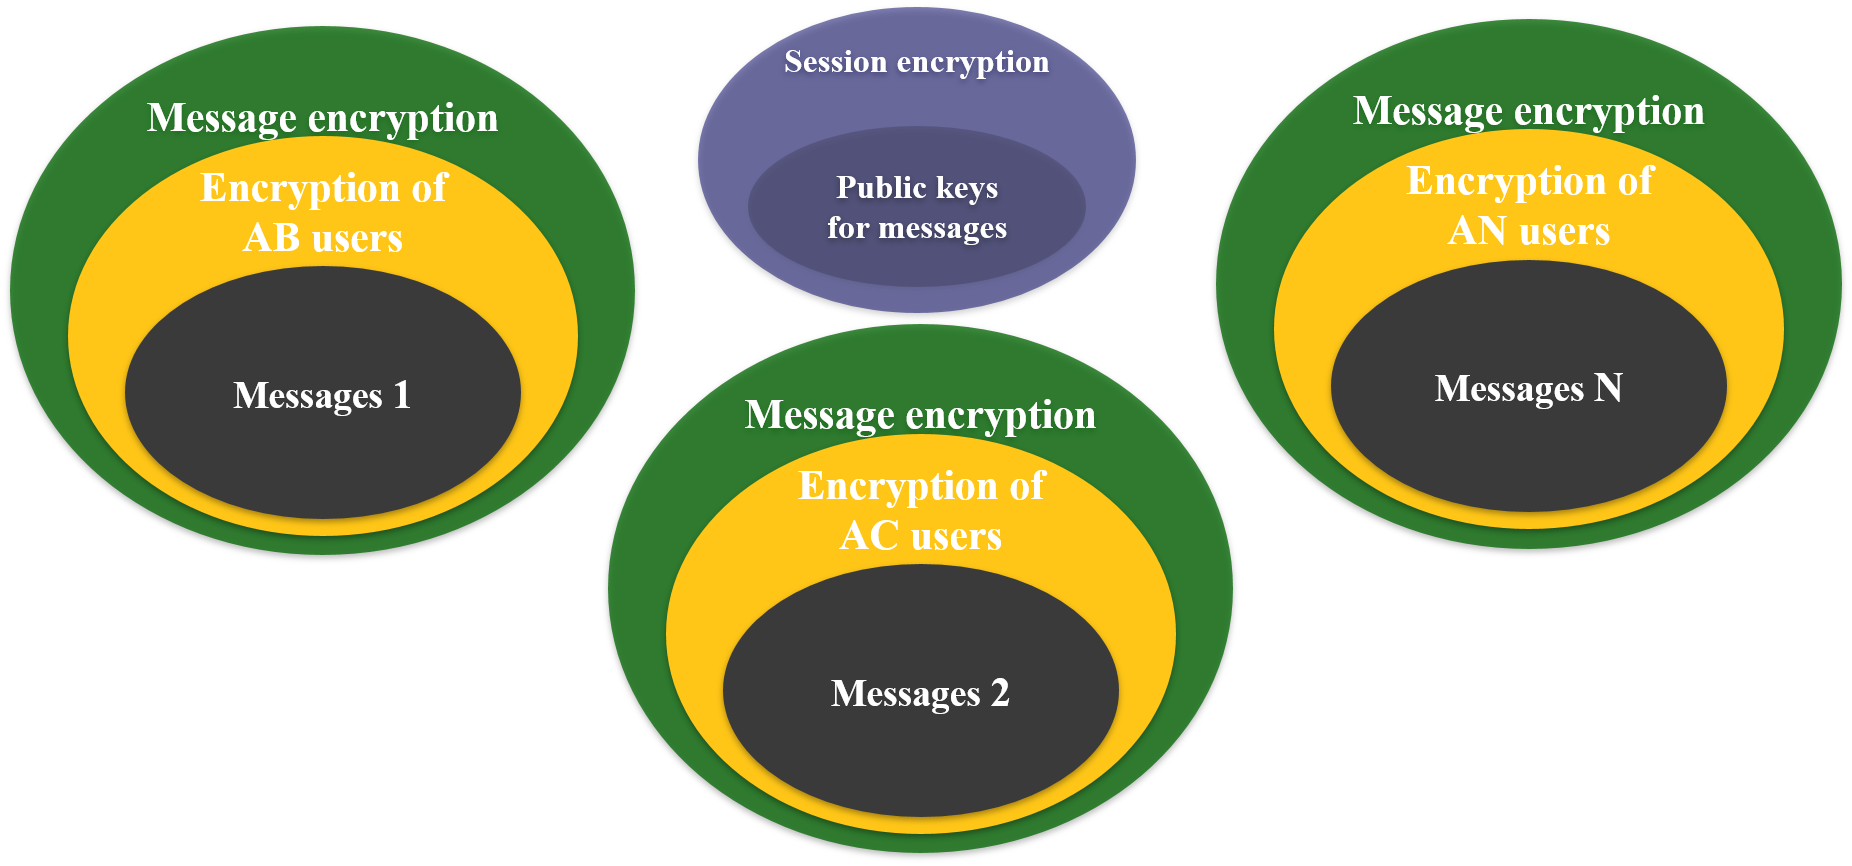 Message encryption
Encryption of
AB users
Messages 1
Session encryption
Public keys
for messages
Message encryption
Encryption of
AC users
Messages 2
Message encryption
Encryption of
AN users
Messages N